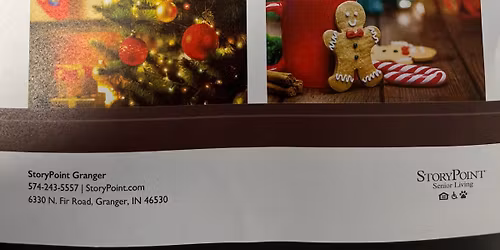 StoryPoint Granger
574-243-5557 | StoryPoint.com
6330 N. Fir Road, Granger, IN 46530
STORYPOINT
Senior Living